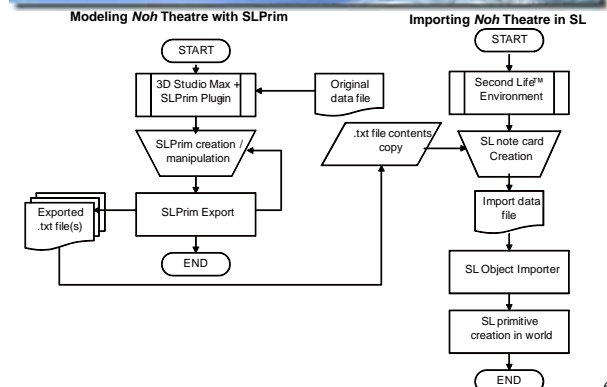 Modeling Noh Theatre with SLPrim
START
3D Studio Max +
SLPrim Plugin
Original
data file
SLPrim creation /
manipulation
SLPrim Export
Exported
.txt file(s)
END
Importing Noh Theatre in SL
START
Second Life™
Environment
.txt file contents
copy
SL note card
Creation
Import data
file
SL Object Importer
SL primitive
creation in world
END